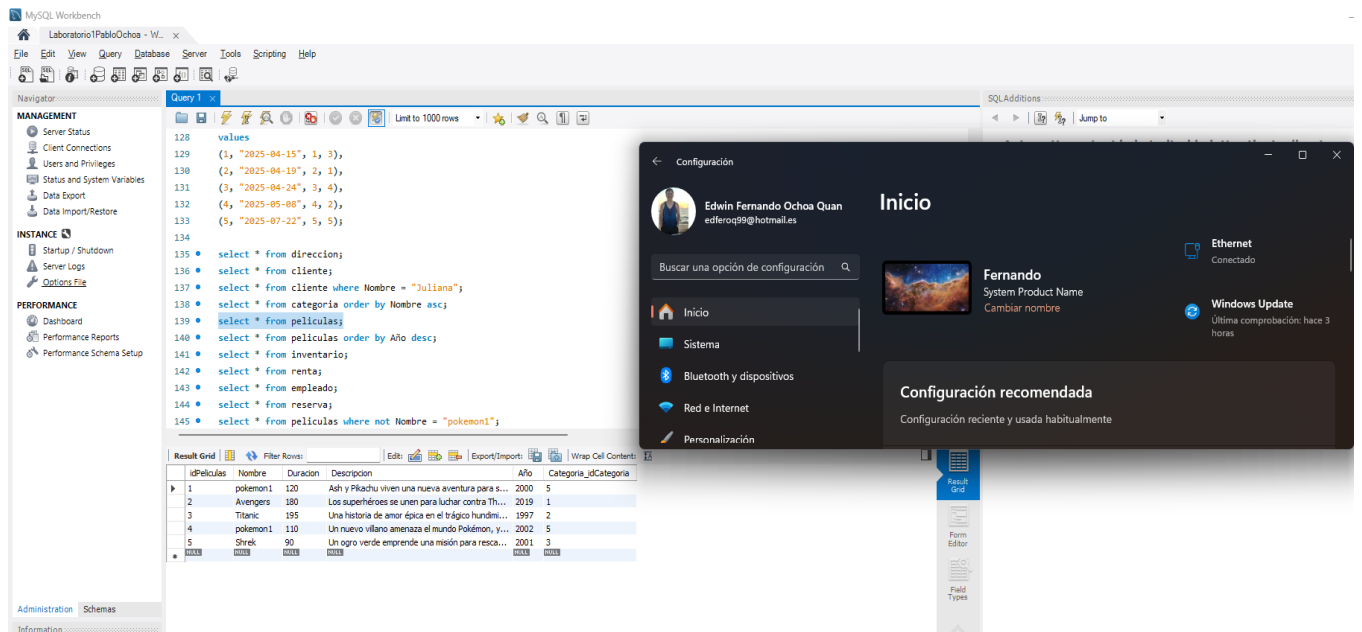 MySQL Workbench
Laboratorio1PabloOchoa - W...
File Edit View Query Database Server Tools Scripting Help
Navigator
MANAGEMENT
Server Status
Client Connections
Users and Privileges
Status and System Variables
Data Export
Data Import/Restore
INSTANCE
Startup / Shutdown
Server Logs
Options File
PERFORMANCE
Dashboard
Performance Reports
Performance Schema Setup
Administration Schemas
Information
Query 1
Limit to 1000 rows
128 values
129 (1, "2025-04-15", 1, 3),
130 (2, "2025-04-19", 2, 1),
131 (3, "2025-04-24", 3, 4),
132 (4, "2025-05-08", 4, 2),
133 (5, "2025-07-22", 5, 5);
134
135 select * from direccion;
136 select * from cliente;
137 select * from cliente where Nombre = "Juliana";
138 select * from categoria order by Nombre asc;
139 select * from peliculas;
140 select * from peliculas order by Año desc;
141 select * from inventario;
142 select * from renta;
143 select * from empleado;
144 select * from reserva;
145 select * from peliculas where not Nombre = "pokemon1";
Result Grid Filter Rows: Edit: Export/Import: Wrap Cell Content:
idPeliculas Nombre Duracion Descripcion Año Categoria_idCategoria
1 pokemon1 120 Ash y Pikachu viven una nueva aventura para s... 2000 5
2 Avengers 180 Los superhéroes se unen para luchar contra Th... 2019 1
3 Titanic 195 Una historia de amor épica en el trágico hundimi... 1997 2
4 pokemon1 110 Un nuevo villano amenaza el mundo Pokémon, y... 2002 5
5 Shrek 90 Un ogro verde emprende una misión para resca... 2001 3
NULL NULL NULL NULL NULL NULL
SQLAdditions
Jump to
Configuración
Edwin Fernando Ochoa Quan
edferoq99@hotmail.es
Buscar una opción de configuración
Inicio
Sistema
Bluetooth y dispositivos
Red e Internet
Personalización
Inicio
Fernando
System Product Name
Cambiar nombre
Ethernet
Conectado
Windows Update
Última comprobación: hace 3
horas
Configuración recomendada
Configuración reciente y usada habitualmente
Result
Grid
Form
Editor
Field
Types